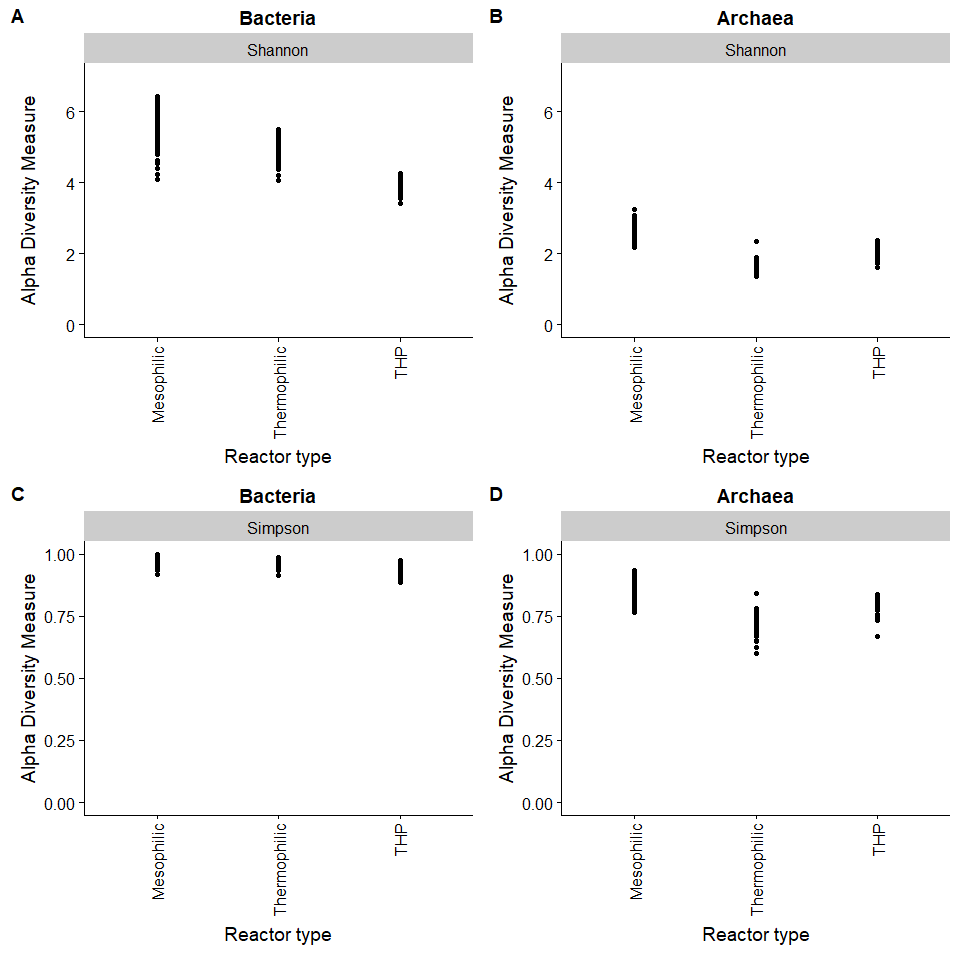 A
Bacteria
Shannon
Alpha Diversity Measure
6
4
2
0
Mesophilic
Thermophilic
THP
Reactor type
B
Archaea
Shannon
Alpha Diversity Measure
6
4
2
0
Mesophilic
Thermophilic
THP
Reactor type
C
Bacteria
Simpson
Alpha Diversity Measure
1.00
0.75
0.50
0.25
0.00
Mesophilic
Thermophilic
THP
Reactor type
D
Archaea
Simpson
Alpha Diversity Measure
1.00
0.75
0.50
0.25
0.00
Mesophilic
Thermophilic
THP
Reactor type